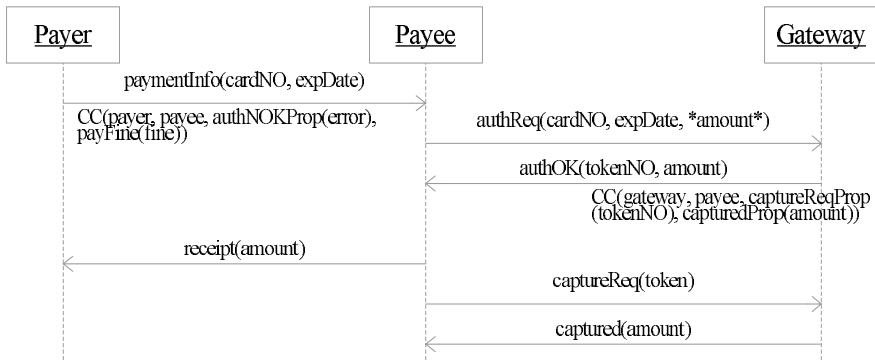 Payer
Payee
Gateway
paymentInfo(cardNO, expDate)
CC(payer, payee, authNOKProp(error),
payFine(fine))
authReq(cardNO, expDate, *amount*)
authOK(tokenNO, amount)
CC(gateway, payee, captureReqProp
(tokenNO), capturedProp(amount))
receipt(amount)
captureReq(token)
captured(amount)